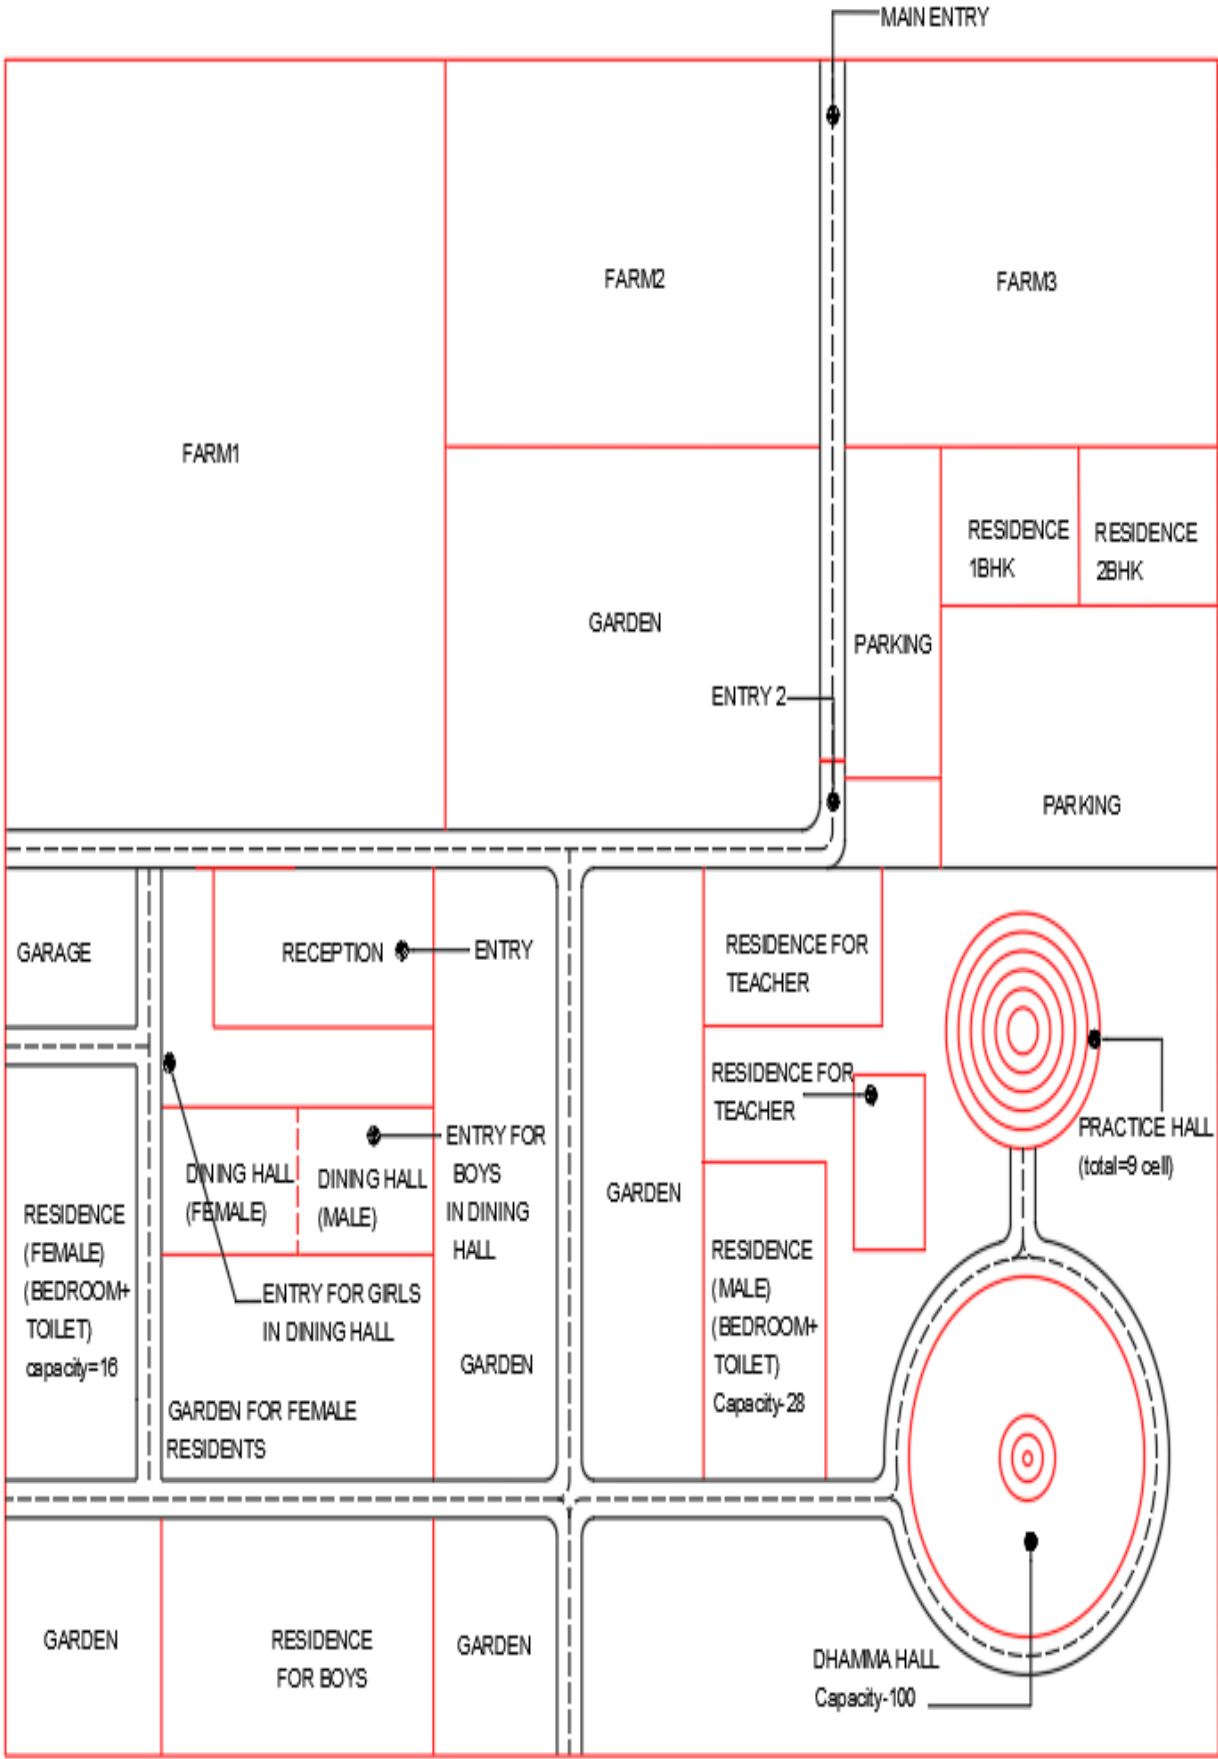 MAIN ENTRY
FARM2
FARM3
FARM1
RESIDENCE
1BHK
RESIDENCE
2BHK
GARDEN
PARKING
ENTRY 2
PARKING
GARAGE
RECEPTION
ENTRY
RESIDENCE FOR
TEACHER
RESIDENCE FOR
TEACHER
PRACTICE HALL
(total=9 cell)
ENTRY FOR
BOYS
IN DINING
HALL
DINING HALL
(FEMALE)
DINING HALL
(MALE)
GARDEN
RESIDENCE
(FEMALE)
(BEDROOM+
TOILET)
capacity=16
RESIDENCE
(MALE)
(BEDROOM+
TOILET)
Capacity-28
ENTRY FOR GIRLS
IN DINING HALL
GARDEN
GARDEN FOR FEMALE
RESIDENTS
GARDEN
RESIDENCE
FOR BOYS
GARDEN
DHAMMA HALL
Capacity-100